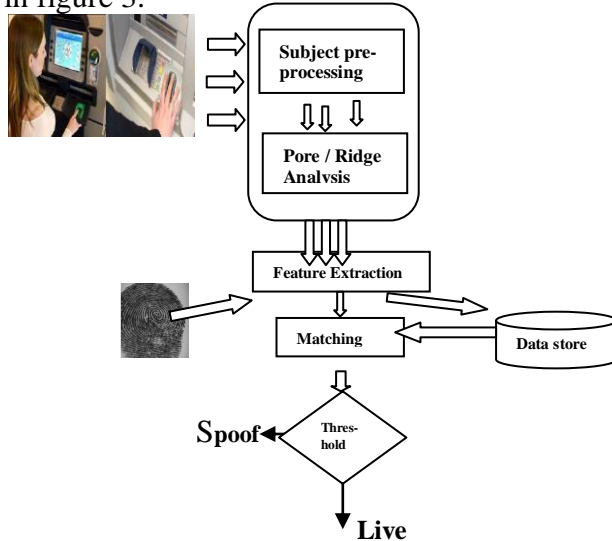 in figure 3.
Subject pre-
processing
Pore / Ridge
Analysis
Feature Extraction
Matching
Data store
Thres-
hold
Spoof
Live